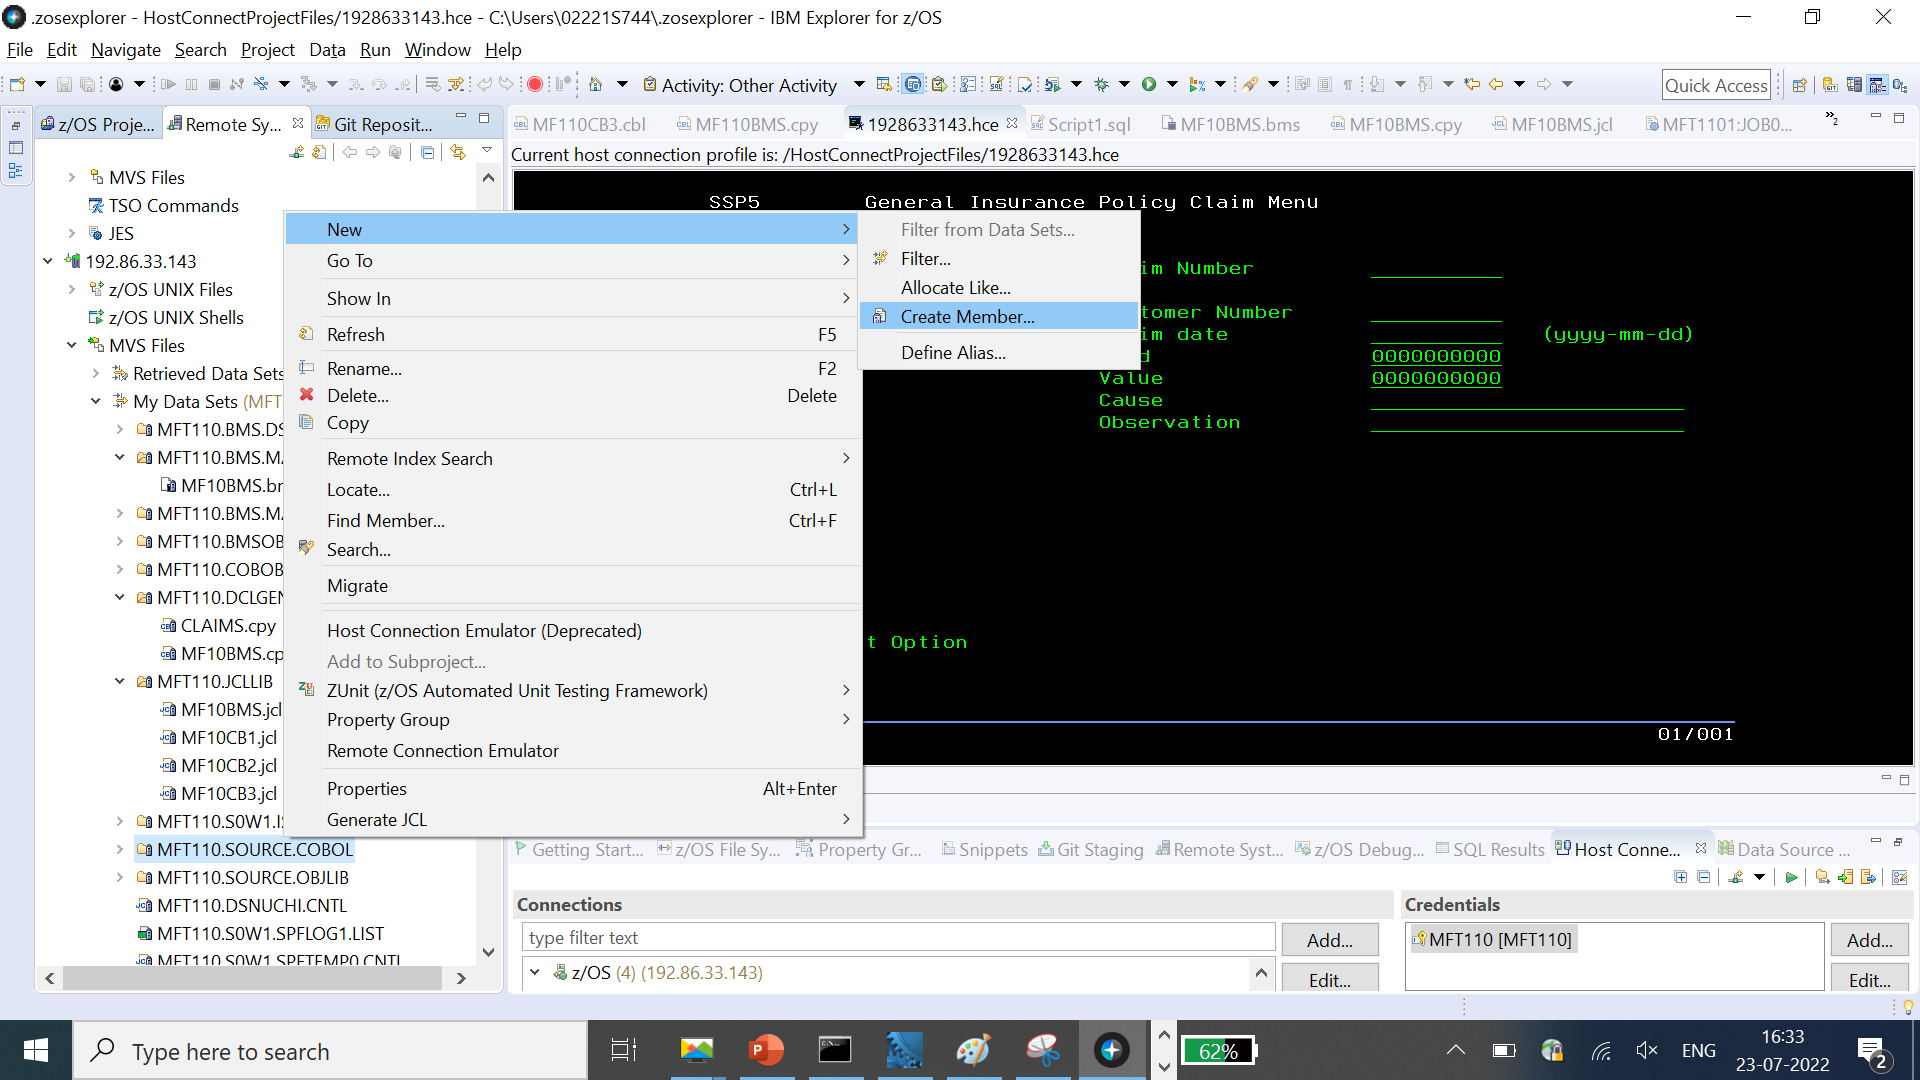 .zosexplorer - HostConnectProjectFiles/1928633143.hce - C:\Users\02221S744\.zosexplorer - IBM Explorer for z/OS
File Edit Navigate Search Project Data Run Window Help
Activity: Other Activity
Quick Access
z/OS Proje...
Remote Sy...
Git Reposit...
MF110CB3.cbl
MF110BMS.cpy
1928633143.hce
Script1.sql
MF10BMS.bms
MF10BMS.cpy
MF10BMS.jcl
MFT1101:JOB0...
»2
Current host connection profile is: /HostConnectProjectFiles/1928633143.hce
MVS Files
TSO Commands
JES
192.86.33.143
z/OS UNIX Files
z/OS UNIX Shells
MVS Files
Retrieved Data Sets
My Data Sets (MFT
MFT110.BMS.DS
MFT110.BMS.MA
MF10BMS.br
MFT110.BMS.MA
MFT110.BMSOB
MFT110.COBOB
MFT110.DCLGEN
CLAIMS.cpy
MF10BMS.cp
MFT110.JCLLIB
MF10BMS.jcl
MF10CB1.jcl
MF10CB2.jcl
MF10CB3.jcl
MFT110.S0W1.IS
MFT110.SOURCE.COBOL
MFT110.SOURCE.OBJLIB
MFT110.DSNUCHI.CNTL
MFT110.S0W1.SPFLOG1.LIST
MFT110.S0W1.SPFTEMP0.CNTL
New
Go To
Show In
Refresh F5
Rename... F2
Delete... Delete
Copy
Remote Index Search
Locate... Ctrl+L
Find Member... Ctrl+F
Search...
Migrate
Host Connection Emulator (Deprecated)
Add to Subproject...
ZUnit (z/OS Automated Unit Testing Framework)
Property Group
Remote Connection Emulator
Properties Alt+Enter
Generate JCL
Filter from Data Sets...
Filter...
Allocate Like...
Create Member...
Define Alias...
SSP5 General Insurance Policy Claim Menu
im Number
tomer Number
im date (yyyy-mm-dd)
d 0000000000
Value 0000000000
Cause
Observation
t Option
01/001
Getting Start...
z/OS File Sy...
Property Gr...
Snippets
Git Staging
Remote Syst...
z/OS Debug...
SQL Results
Host Conne...
Data Source ...
Connections
type filter text
Add...
z/OS (4) (192.86.33.143)
Edit...
Credentials
MFT110 [MFT110]
Add...
Edit...
Type here to search
62%
ENG
16:33
23-07-2022
2